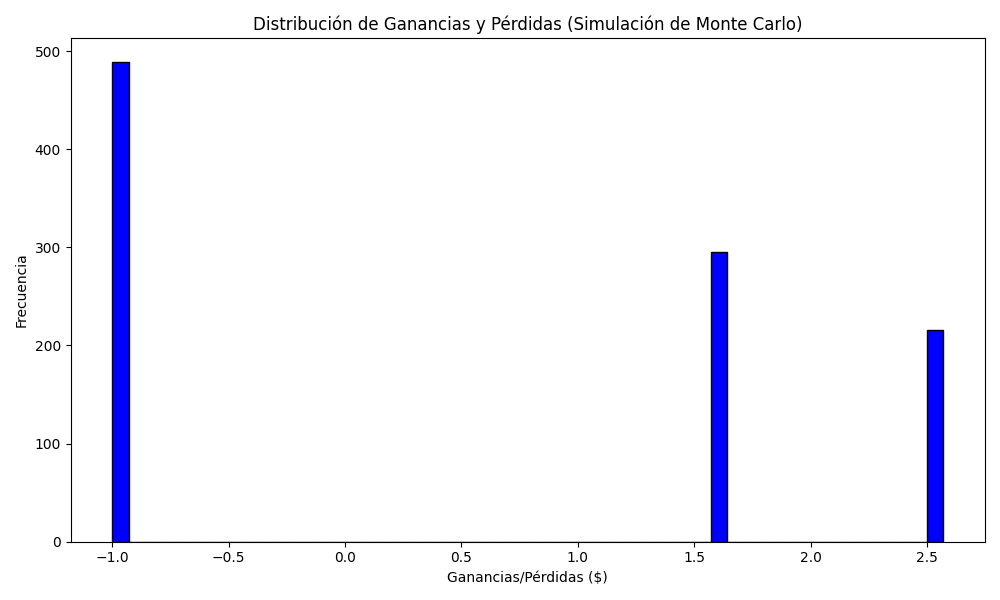 Distribución de Ganancias y Pérdidas (Simulación de Monte Carlo)
500
400
300
200
100
0
Frecuencia
−1.0 −0.5 0.0 0.5 1.0 1.5 2.0 2.5
Ganancias/Pérdidas ($)